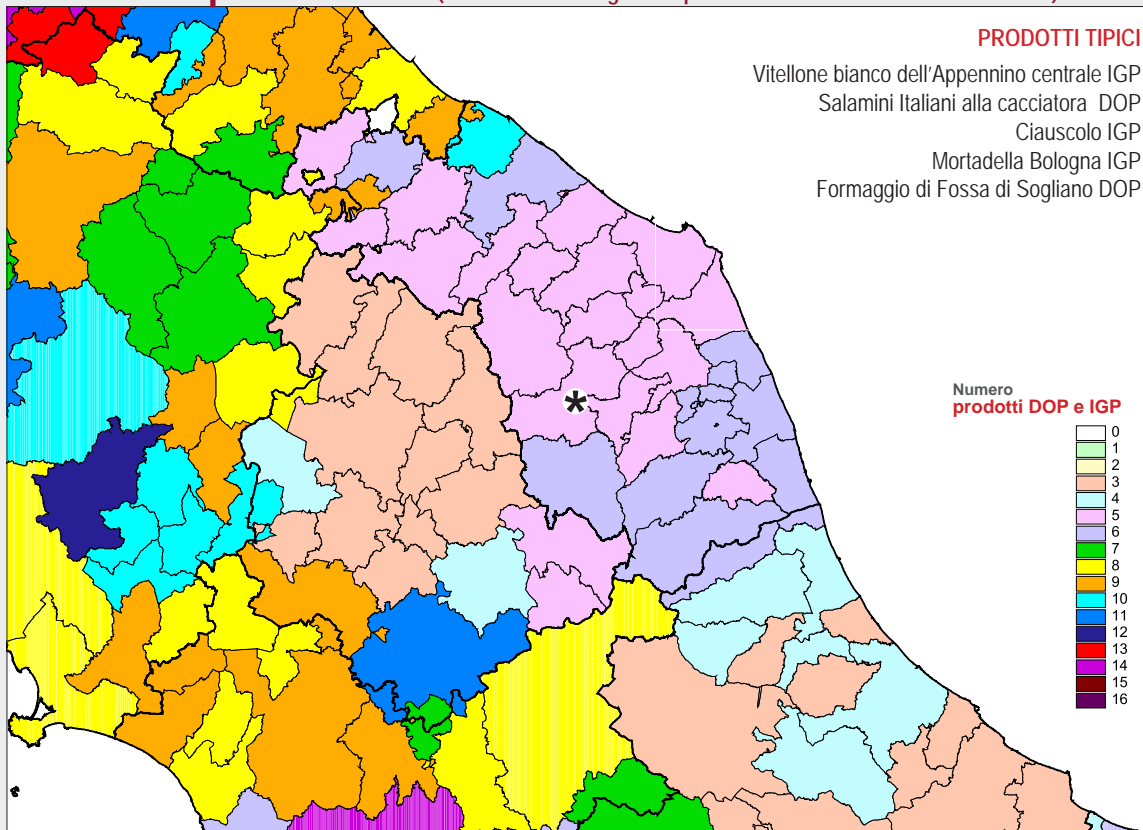 PRODOTTI TIPICI
Vitellone bianco dell'Appennino centrale IGP
Salamini Italiani alla cacciatora DOP
Ciauscolo IGP
Mortadella Bologna IGP
Formaggio di Fossa di Sogliano DOP
*
Numero
prodotti DOP e IGP
0
1
2
3
4
5
6
7
8
9
10
11
12
13
14
15
16